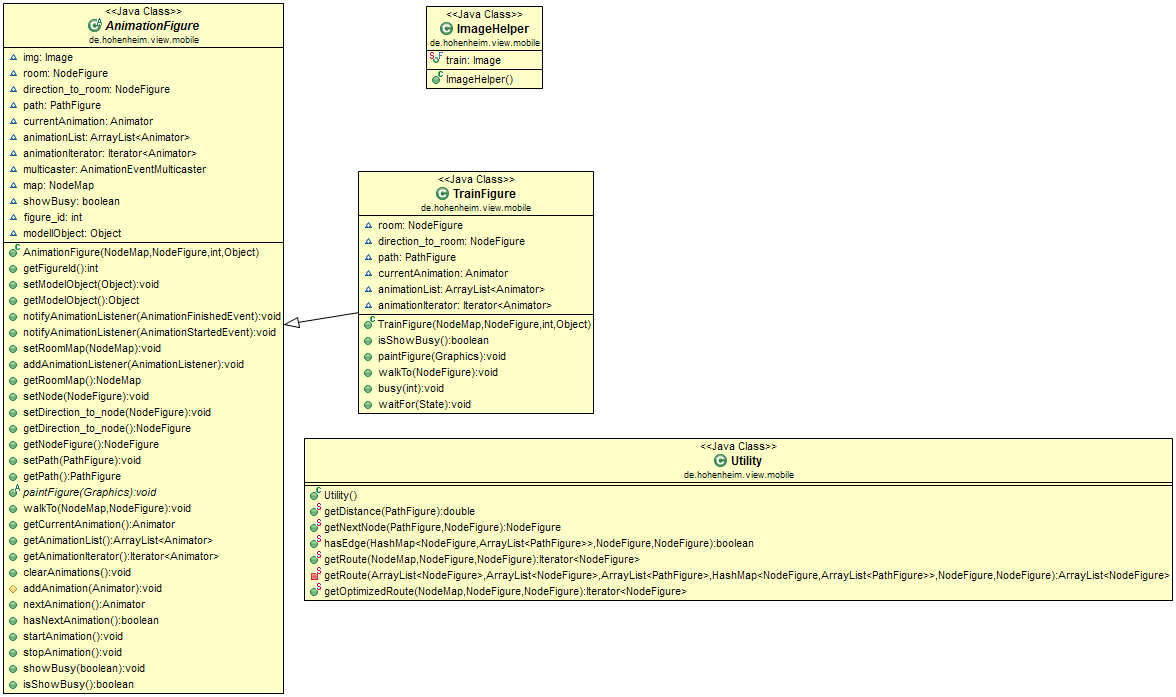 <<Java Class>>
AnimationFigure
de.hohenheim.view.mobile
img: Image
room: NodeFigure
direction_to_room: NodeFigure
path: PathFigure
currentAnimation: Animator
animationList: ArrayList<Animator>
animationIterator: Iterator<Animator>
multicaster: AnimationEventMulticaster
map: NodeMap
showBusy: boolean
figure_id: int
modellObject: Object
AnimationFigure(NodeMap,NodeFigure,int,Object)
getFigureId():int
setModelObject(Object):void
getModelObject():Object
notifyAnimationListener(AnimationFinishedEvent):void
notifyAnimationListener(AnimationStartedEvent):void
setRoomMap(NodeMap):void
addAnimationListener(AnimationListener):void
getRoomMap():NodeMap
setNode(NodeFigure):void
setDirection_to_node(NodeFigure):void
getDirection_to_node():NodeFigure
getNodeFigure():NodeFigure
setPath(PathFigure):void
getPath():PathFigure
paintFigure(Graphics):void
walkTo(NodeMap,NodeFigure):void
getCurrentAnimation():Animator
getAnimationList():ArrayList<Animator>
getAnimationIterator():Iterator<Animator>
clearAnimations():void
addAnimation(Animator):void
nextAnimation():Animator
hasNextAnimation():boolean
startAnimation():void
stopAnimation():void
showBusy(boolean):void
isShowBusy():boolean
<<Java Class>>
ImageHelper
de.hohenheim.view.mobile
train: Image
ImageHelper()
<<Java Class>>
TrainFigure
de.hohenheim.view.mobile
room: NodeFigure
direction_to_room: NodeFigure
path: PathFigure
currentAnimation: Animator
animationList: ArrayList<Animator>
animationIterator: Iterator<Animator>
TrainFigure(NodeMap,NodeFigure,int,Object)
isShowBusy():boolean
paintFigure(Graphics):void
walkTo(NodeFigure):void
busy(int):void
waitFor(State):void
<<Java Class>>
Utility
de.hohenheim.view.mobile
Utility()
getDistance(PathFigure):double
getNextNode(PathFigure,NodeFigure):NodeFigure
hasEdge(HashMap<NodeFigure,ArrayList<PathFigure>>,NodeFigure,NodeFigure):boolean
getRoute(NodeMap,NodeFigure,NodeFigure):Iterator<NodeFigure>
getRoute(ArrayList<NodeFigure>,ArrayList<NodeFigure>,ArrayList<PathFigure>,HashMap<NodeFigure,ArrayList<PathFigure>>,NodeFigure,NodeFigure):ArrayList<NodeFigure>
getOptimizedRoute(NodeMap,NodeFigure,NodeFigure):Iterator<NodeFigure>